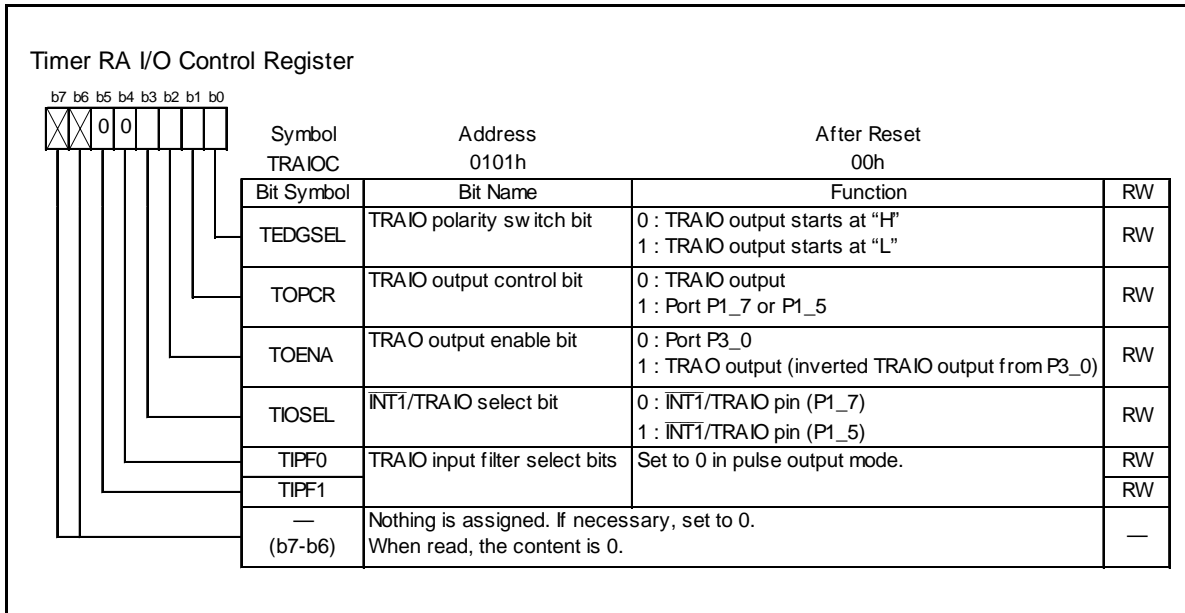 Timer RA I/O Control Register
b7 b6 b5 b4 b3 b2 b1 b0
0 0
Symbol Address After Reset
TRAIOC 0101h 00h
Bit Symbol Bit Name Function RW
TEDGSEL TRAIO polarity switch bit 0 : TRAIO output starts at “H” RW
1 : TRAIO output starts at “L”
TOPCR TRAIO output control bit 0 : TRAIO output RW
1 : Port P1_7 or P1_5
TOENA TRAO output enable bit 0 : Port P3_0 RW
1 : TRAO output (inverted TRAIO output from P3_0)
TIOSEL INT1/TRAIO select bit 0 : INT1/TRAIO pin (P1_7) RW
1 : INT1/TRAIO pin (P1_5)
TIPF0 TRAIO input filter select bits Set to 0 in pulse output mode. RW
TIPF1 RW
— Nothing is assigned. If necessary, set to 0. —
(b7-b6) When read, the content is 0.